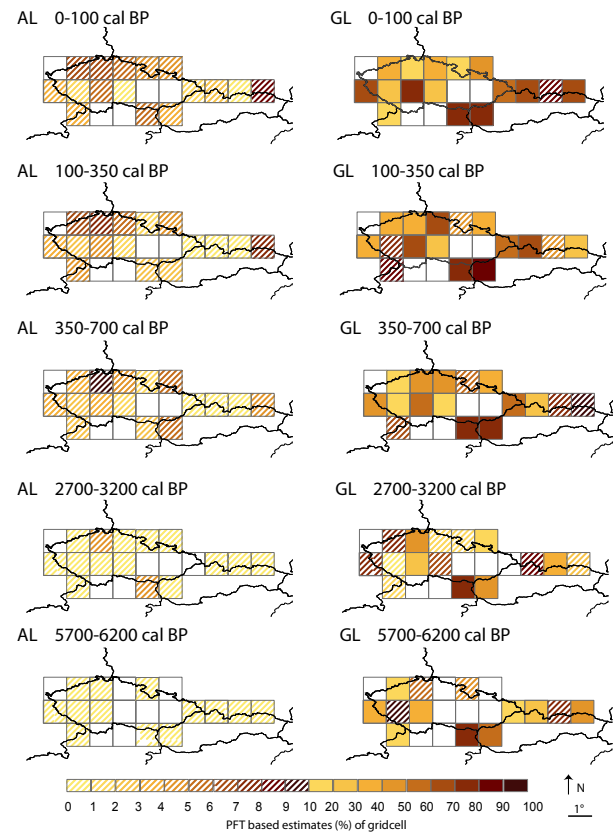 AL 0-100 cal BP GL 0-100 cal BP
AL 100-350 cal BP GL 100-350 cal BP
AL 350-700 cal BP GL 350-700 cal BP
AL 2700-3200 cal BP GL 2700-3200 cal BP
AL 5700-6200 cal BP GL 5700-6200 cal BP
0 1 2 3 4 5 6 7 8 9 10 20 30 40 50 60 70 80 90 100
PFT based estimates (%) of gridcell
N
1°